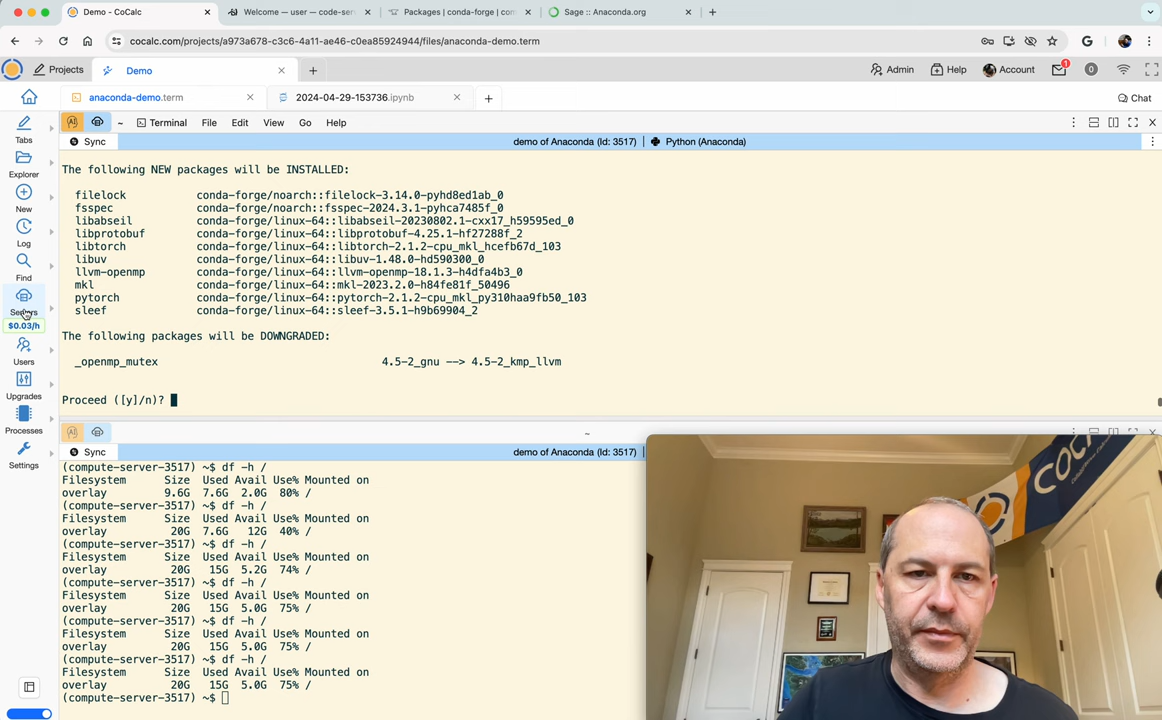 Demo - CoCalc
Welcome — user — code-ser
Packages | conda-forge | co
Sage :: Anaconda.org
cocalc.com/projects/a973a678-c3c6-4a11-ae46-c0ea85924944/files/anaconda-demo.term
Projects
Demo
Admin
Help
Account
1
0
anaconda-demo.term
2024-04-29-153736.ipynb
Chat
Tabs
Explorer
New
Log
Find
Servers
$0.03/h
Users
Upgrades
Processes
Settings
AI
~
Terminal File Edit View Go Help
Sync
demo of Anaconda (Id: 3517) Python (Anaconda)
The following NEW packages will be INSTALLED:
filelock conda-forge/noarch::filelock-3.14.0-pyhd8ed1ab_0
fsspec conda-forge/noarch::fsspec-2024.3.1-pyhca7485f_0
libabseil conda-forge/linux-64::libabseil-20230802.1-cxx17_h59595ed_0
libprotobuf conda-forge/linux-64::libprotobuf-4.25.1-hf27288f_2
libtorch conda-forge/linux-64::libtorch-2.1.2-cpu_mkl_hcefb67d_103
libuv conda-forge/linux-64::libuv-1.48.0-hd590300_0
llvm-openmp conda-forge/linux-64::llvm-openmp-18.1.3-h4dfa4b3_0
mkl conda-forge/linux-64::mkl-2023.2.0-h84fe81f_50496
pytorch conda-forge/linux-64::pytorch-2.1.2-cpu_mkl_py310haa9fb50_103
sleef conda-forge/linux-64::sleef-3.5.1-h9b69904_2
The following packages will be DOWNGRADED:
_openmp_mutex 4.5-2_gnu --> 4.5-2_kmp_llvm
Proceed ([y]/n)?
AI
~
Sync
demo of Anaconda (Id: 3517)
(compute-server-3517) ~$ df -h /
Filesystem Size Used Avail Use% Mounted on
overlay 9.6G 7.6G 2.0G 80% /
(compute-server-3517) ~$ df -h /
Filesystem Size Used Avail Use% Mounted on
overlay 20G 7.6G 12G 40% /
(compute-server-3517) ~$ df -h /
Filesystem Size Used Avail Use% Mounted on
overlay 20G 15G 5.2G 74% /
(compute-server-3517) ~$ df -h /
Filesystem Size Used Avail Use% Mounted on
overlay 20G 15G 5.0G 75% /
(compute-server-3517) ~$ df -h /
Filesystem Size Used Avail Use% Mounted on
overlay 20G 15G 5.0G 75% /
(compute-server-3517) ~$ df -h /
Filesystem Size Used Avail Use% Mounted on
overlay 20G 15G 5.0G 75% /
(compute-server-3517) ~$